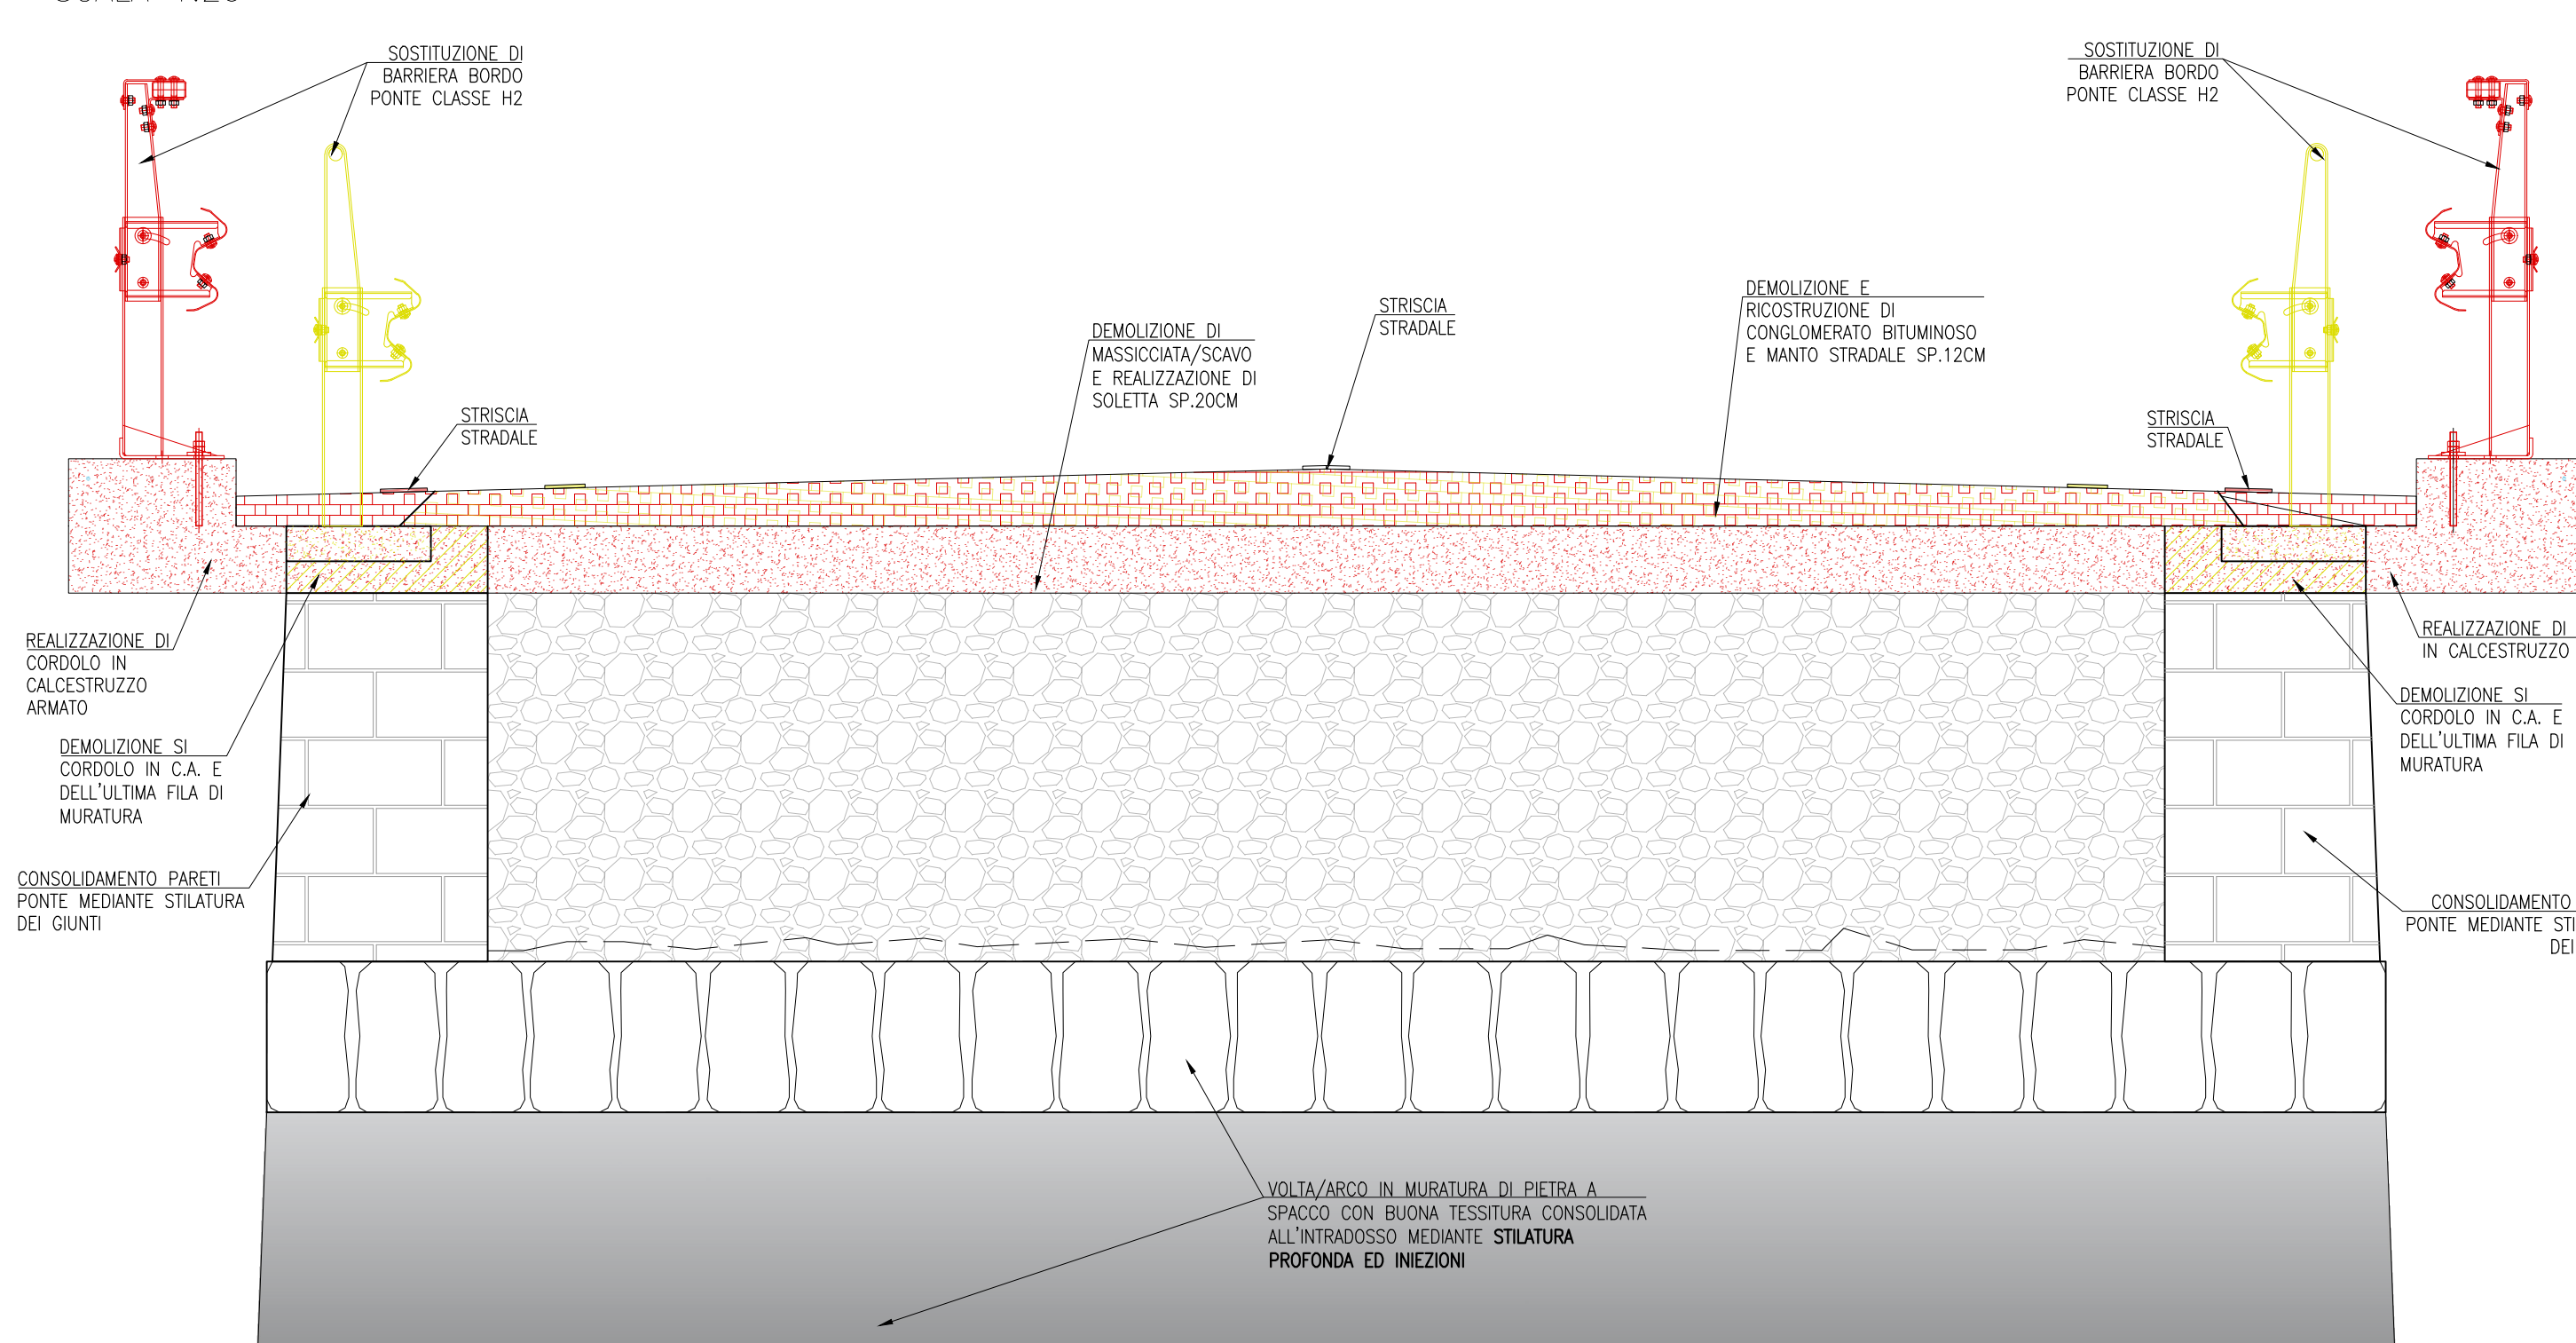 SOSTITUZIONE DI
BARRIERA BORDO
PONTE CLASSE H2
SOSTITUZIONE DI
BARRIERA BORDO
PONTE CLASSE H2
STRISCIA
STRADALE
DEMOLIZIONE DI
MASSICCIATA/SCAVO
E REALIZZAZIONE DI
SOLETTA SP.20CM
STRISCIA
STRADALE
DEMOLIZIONE E
RICOSTRUZIONE DI
CONGLOMERATO BITUMINOSO
E MANTO STRADALE SP.12CM
STRISCIA
STRADALE
REALIZZAZIONE DI
CORDOLO IN
CALCESTRUZZO
ARMATO
DEMOLIZIONE SI
CORDOLO IN C.A. E
DELL'ULTIMA FILA DI
MURATURA
CONSOLIDAMENTO PARETI
PONTE MEDIANTE STILATURA
DEI GIUNTI
REALIZZAZIONE DI
IN CALCESTRUZZO
DEMOLIZIONE SI
CORDOLO IN C.A. E
DELL'ULTIMA FILA DI
MURATURA
CONSOLIDAMENTO
PONTE MEDIANTE STI
DEI
VOLTA/ARCO IN MURATURA DI PIETRA A
SPACCO CON BUONA TESSITURA CONSOLIDATA
ALL'INTRADOSSO MEDIANTE STILATURA
PROFONDA ED INIEZIONI